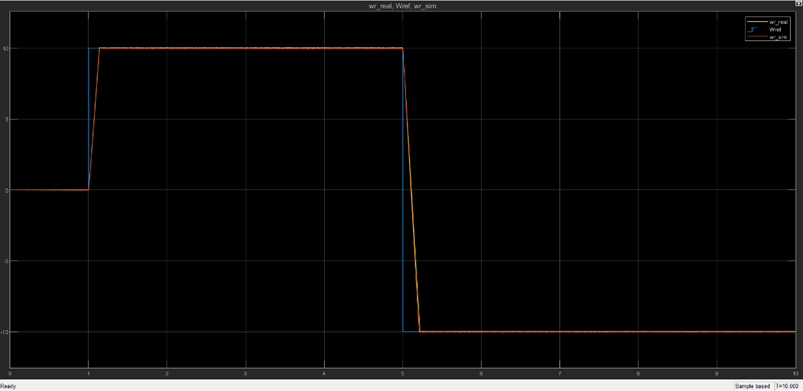 wr_real, Wref, wr_sim
wr_real
Wref
wr_sim
10
5
0
-5
-10
0 1 2 3 4 5 6 7 8 9 10
Ready Sample based T=10.000